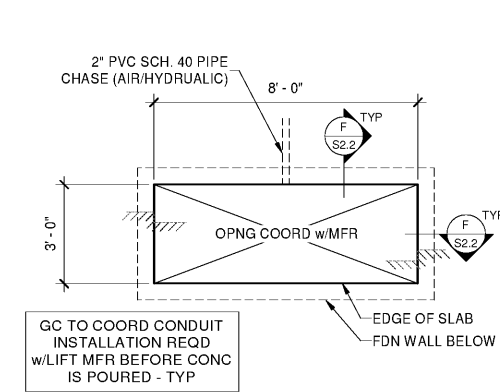 2" PVC SCH. 40 PIPE
CHASE (AIR/HYDRUALIC)
8' - 0"
TYP
F
S2.2
3' - 0"
OPNG COORD w/MFR
TYP
F
S2.2
EDGE OF SLAB
FDN WALL BELOW
GC TO COORD CONDUIT
INSTALLATION REQD
w/LIFT MFR BEFORE CONC
IS POURED - TYP